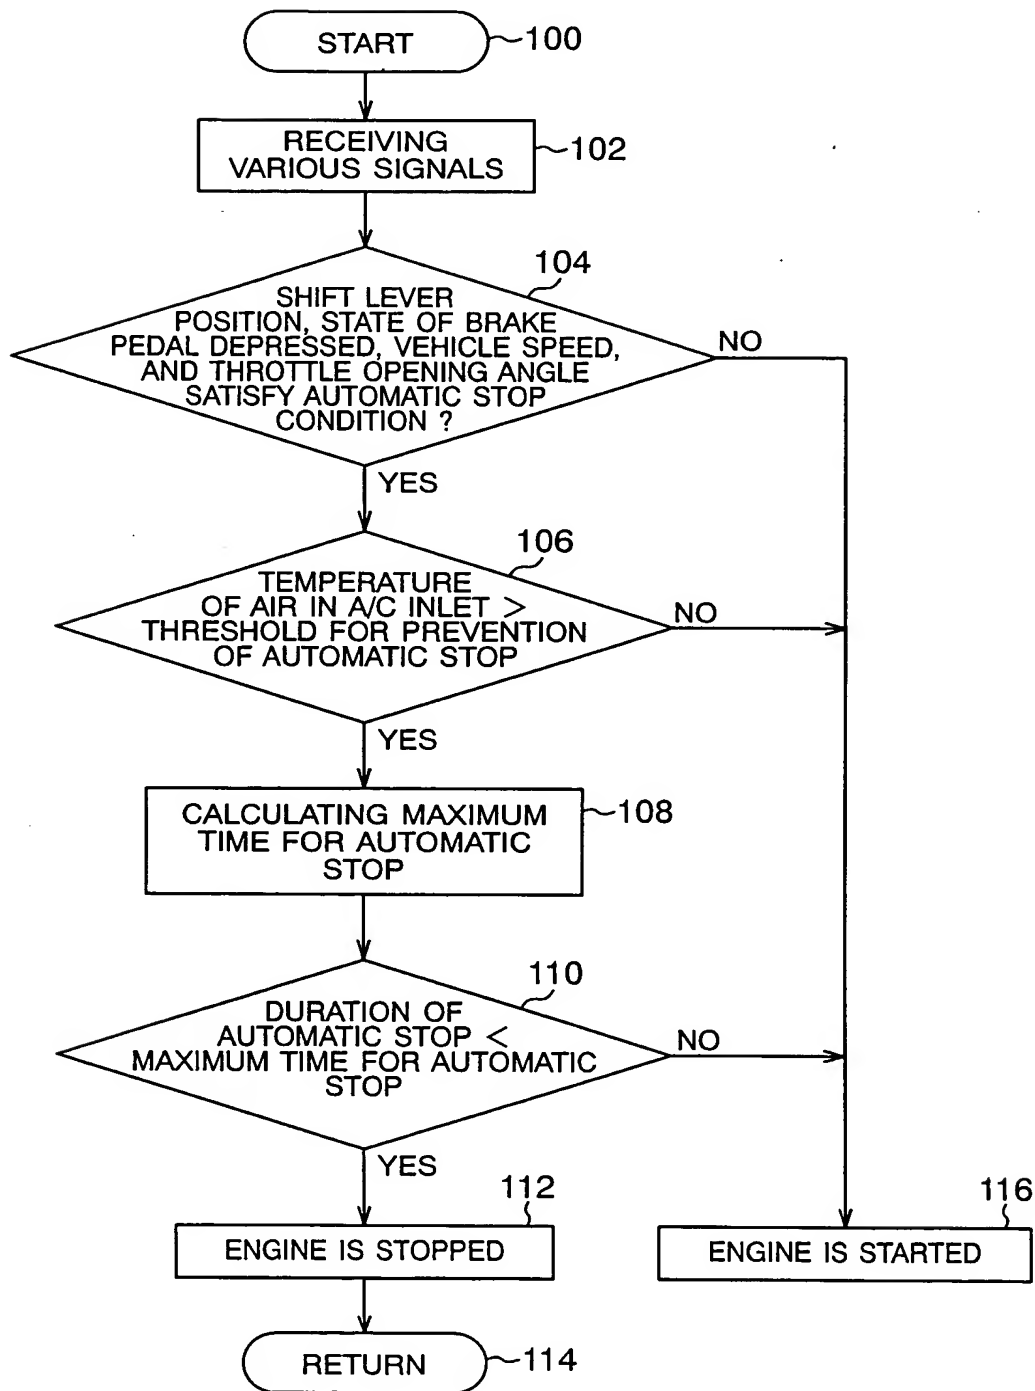 START
100
RECEIVING
VARIOUS SIGNALS
102
104
SHIFT LEVER
POSITION, STATE OF BRAKE
PEDAL DEPRESSED, VEHICLE SPEED,
AND THROTTLE OPENING ANGLE
SATISFY AUTOMATIC STOP
CONDITION ?
NO
YES
106
TEMPERATURE
OF AIR IN A/C INLET >
THRESHOLD FOR PREVENTION
OF AUTOMATIC STOP
NO
YES
CALCULATING MAXIMUM
TIME FOR AUTOMATIC
STOP
108
110
DURATION OF
AUTOMATIC STOP <
MAXIMUM TIME FOR AUTOMATIC
STOP
NO
YES
112
ENGINE IS STOPPED
116
ENGINE IS STARTED
RETURN
114